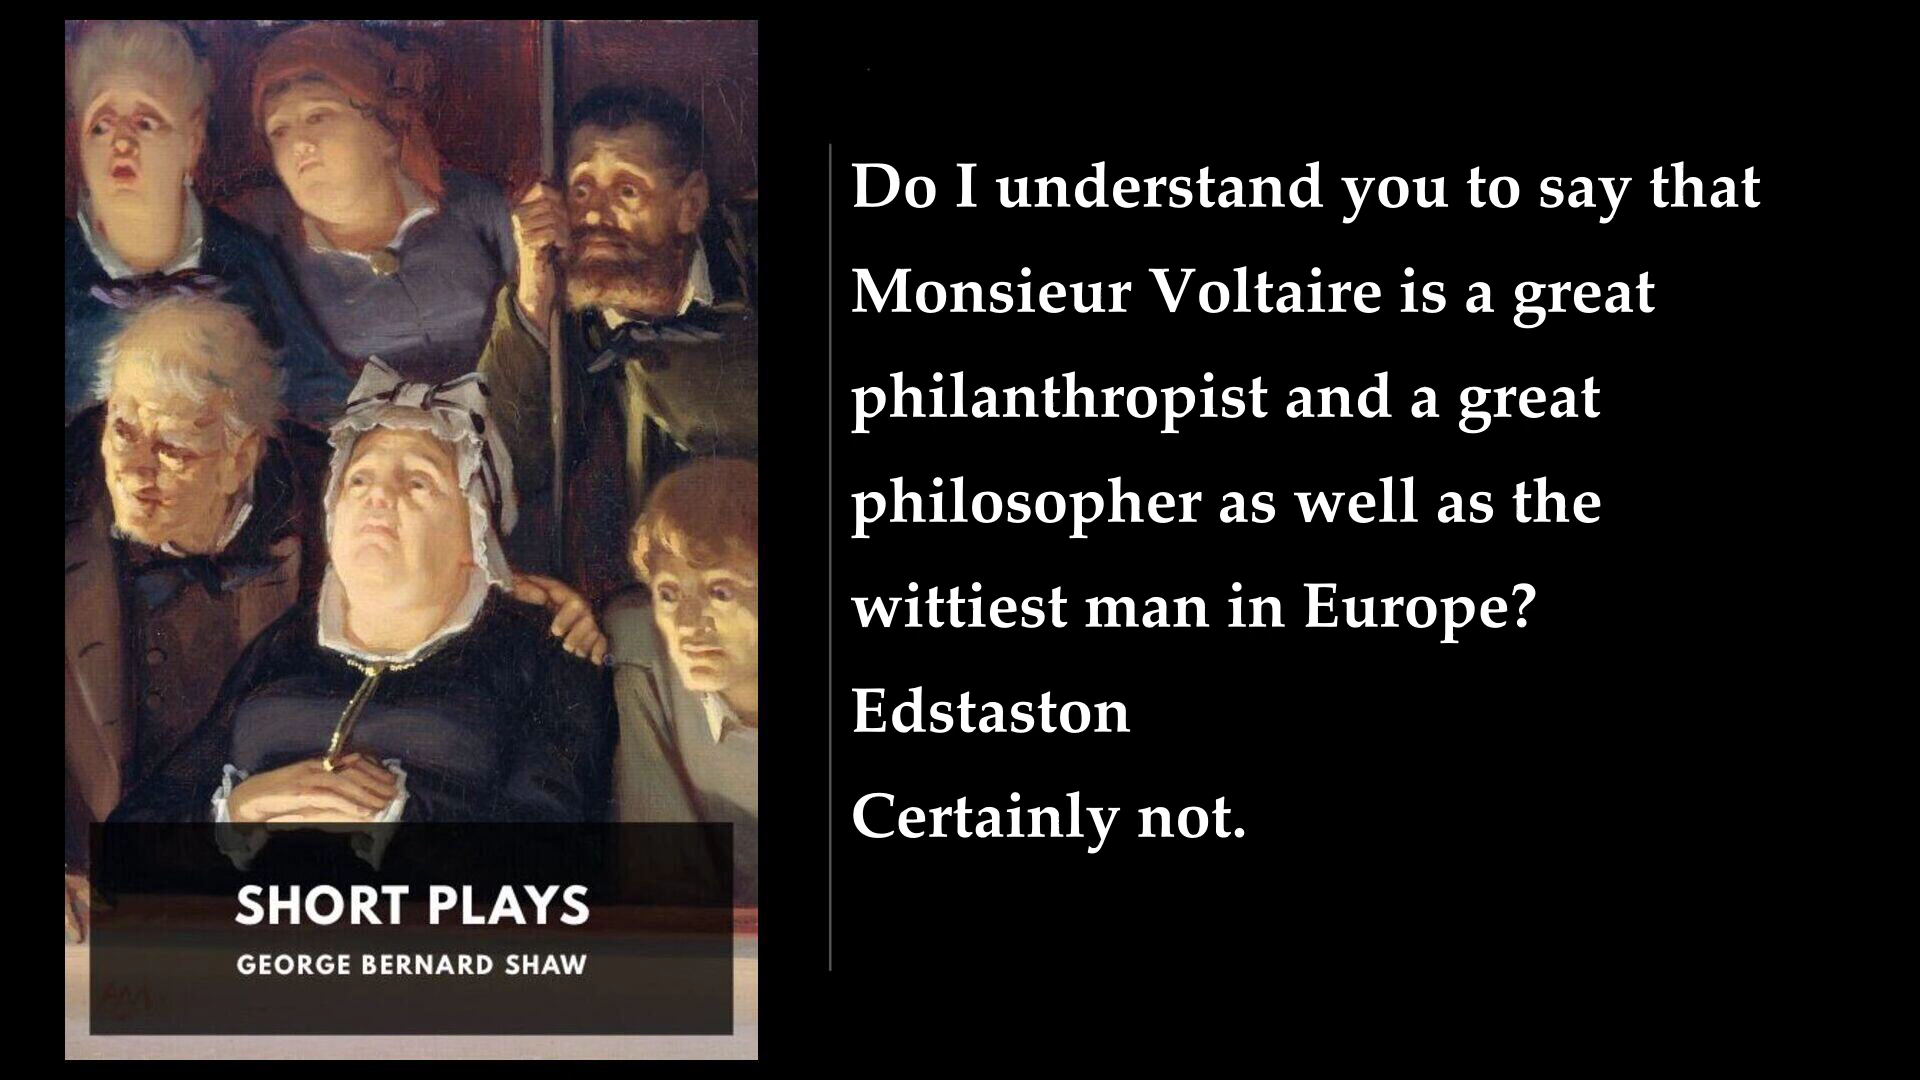 Do I understand you to say that
Monsieur Voltaire is a great
philanthropist and a great
philosopher as well as the
wittiest man in Europe?
Edstaston
Certainly not.
SHORT PLAYS
GEORGE BERNARD SHAW